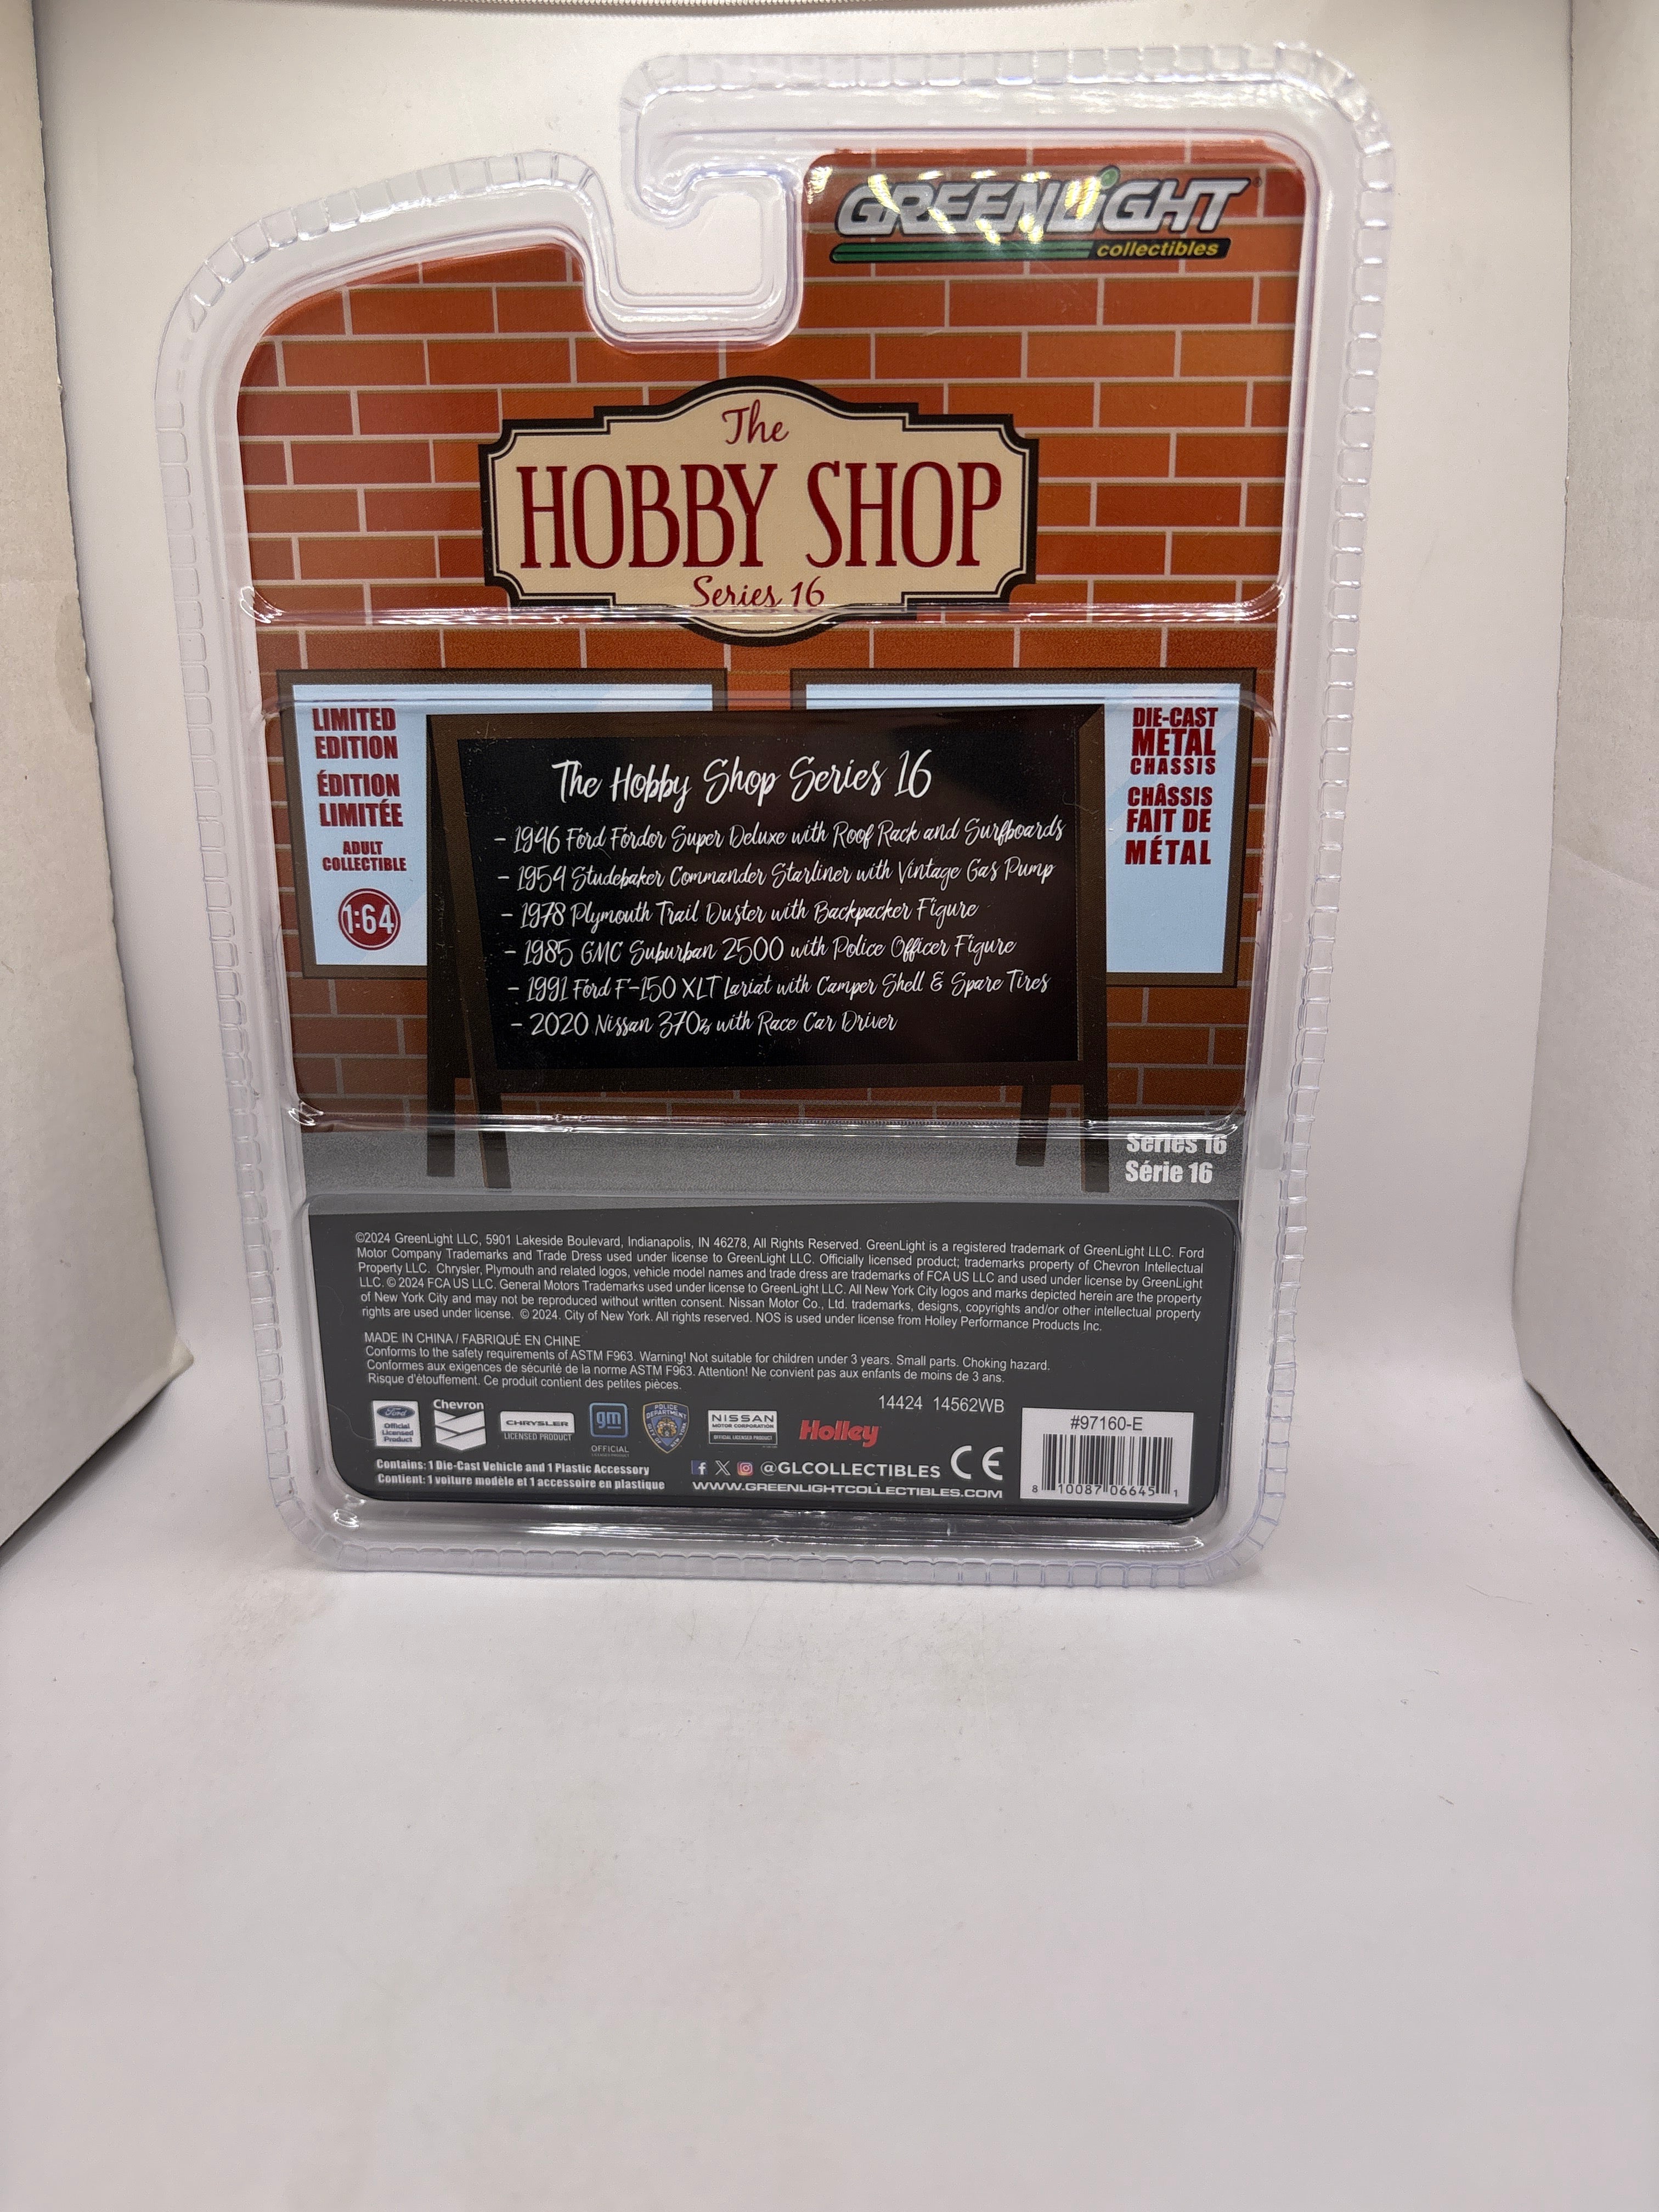 GREENLIGHT
collectibles
The
HOBBY SHOP
Series 16
LIMITED
EDITION
ÉDITION
LIMITÉE
ADULT
COLLECTIBLE
1:64
The Hobby Shop Series 16
- 1946 Ford Fordor Super Deluxe with Roof Rack and Surfboards
- 1954 Studebaker Commander Starliner with Vintage Gas Pump
- 1978 Plymouth Trail Duster with Backpacker Figure
- 1985 GMC Suburban 2500 with Police Officer Figure
- 1991 Ford F-150 XLT Lariat with Camper Shell & Spare Tires
- 2020 Nissan 370z with Race Car Driver
DIE-CAST
METAL
CHASSIS
CHÂSSIS
FAIT DE
MÉTAL
Series 16
Série 16
©2024 GreenLight LLC, 5901 Lakeside Boulevard, Indianapolis, IN 46278, All Rights Reserved. GreenLight is a registered trademark of GreenLight LLC. Ford
Motor Company Trademarks and Trade Dress used under license to GreenLight LLC. Officially licensed product; trademarks property of Chevron Intellectual
Property LLC. Chrysler, Plymouth and related logos, vehicle model names and trade dress are trademarks of FCA US LLC and used under license by GreenLight
LLC. © 2024 FCA US LLC. General Motors Trademarks used under license to GreenLight LLC. All New York City logos and marks depicted herein are the property
of New York City and may not be reproduced without written consent. Nissan Motor Co., Ltd. trademarks, designs, copyrights and/or other intellectual property
rights are used under license. © 2024. City of New York. All rights reserved. NOS is used under license from Holley Performance Products Inc.
MADE IN CHINA / FABRIQUÉ EN CHINE
Conforms to the safety requirements of ASTM F963. Warning! Not suitable for children under 3 years. Small parts. Choking hazard.
Conformes aux exigences de sécurité de la norme ASTM F963. Attention! Ne convient pas aux enfants de moins de 3 ans.
Risque d'étouffement. Ce produit contient des petites pièces.
14424 14562WB
Ford
Official
Licensed
Product
Chevron
CHRYSLER
LICENSED PRODUCT
gm
OFFICIAL
POLICE
DEPARTMENT
NISSAN
MOTOR CORPORATION
OFFICIAL LICENSED PRODUCT
Holley
Contains: 1 Die-Cast Vehicle and 1 Plastic Accessory
Contient: 1 voiture modèle et 1 accessoire en plastique
@GLCOLLECTIBLES
WWW.GREENLIGHTCOLLECTIBLES.COM
CE
#97160-E
8 10087 06645 1